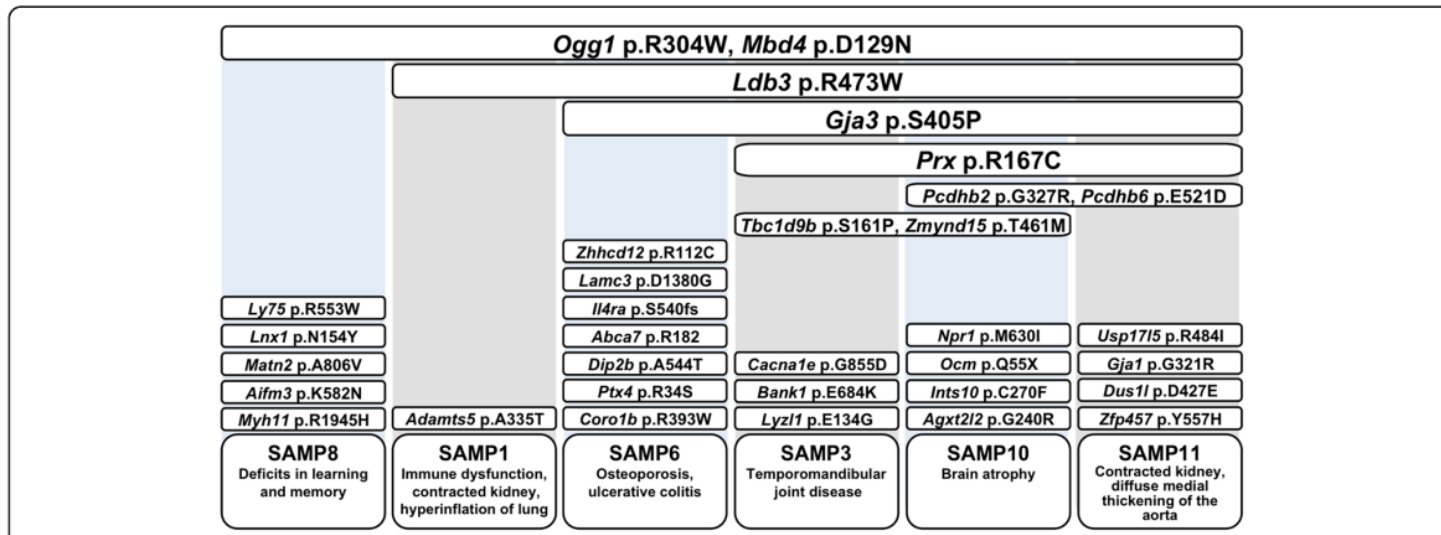 Ogg1 p.R304W, Mbd4 p.D129N
Ldb3 p.R473W
Gja3 p.S405P
Prx p.R167C
Pcdhb2 p.G327R, Pcdhb6 p.E521D
Tbc1d9b p.S161P, Zmynd15 p.T461M
Zhhcd12 p.R112C
Lamc3 p.D1380G
Ly75 p.R553W
Il4ra p.S540fs
Lnx1 p.N154Y
Abca7 p.R182
Npr1 p.M630I
Usp17l5 p.R484I
Matn2 p.A806V
Dip2b p.A544T
Cacna1e p.G855D
Ocm p.Q55X
Gja1 p.G321R
Aifm3 p.K582N
Ptx4 p.R34S
Bank1 p.E684K
Ints10 p.C270F
Dus1l p.D427E
Myh11 p.R1945H
Adamts5 p.A335T
Coro1b p.R393W
Lyzl1 p.E134G
Agxt2l2 p.G240R
Zfp457 p.Y557H
SAMP8
Deficits in learning
and memory
SAMP1
Immune dysfunction,
contracted kidney,
hyperinflation of lung
SAMP6
Osteoporosis,
ulcerative colitis
SAMP3
Temporomandibular
joint disease
SAMP10
Brain atrophy
SAMP11
Contracted kidney,
diffuse medial
thickening of the
aorta